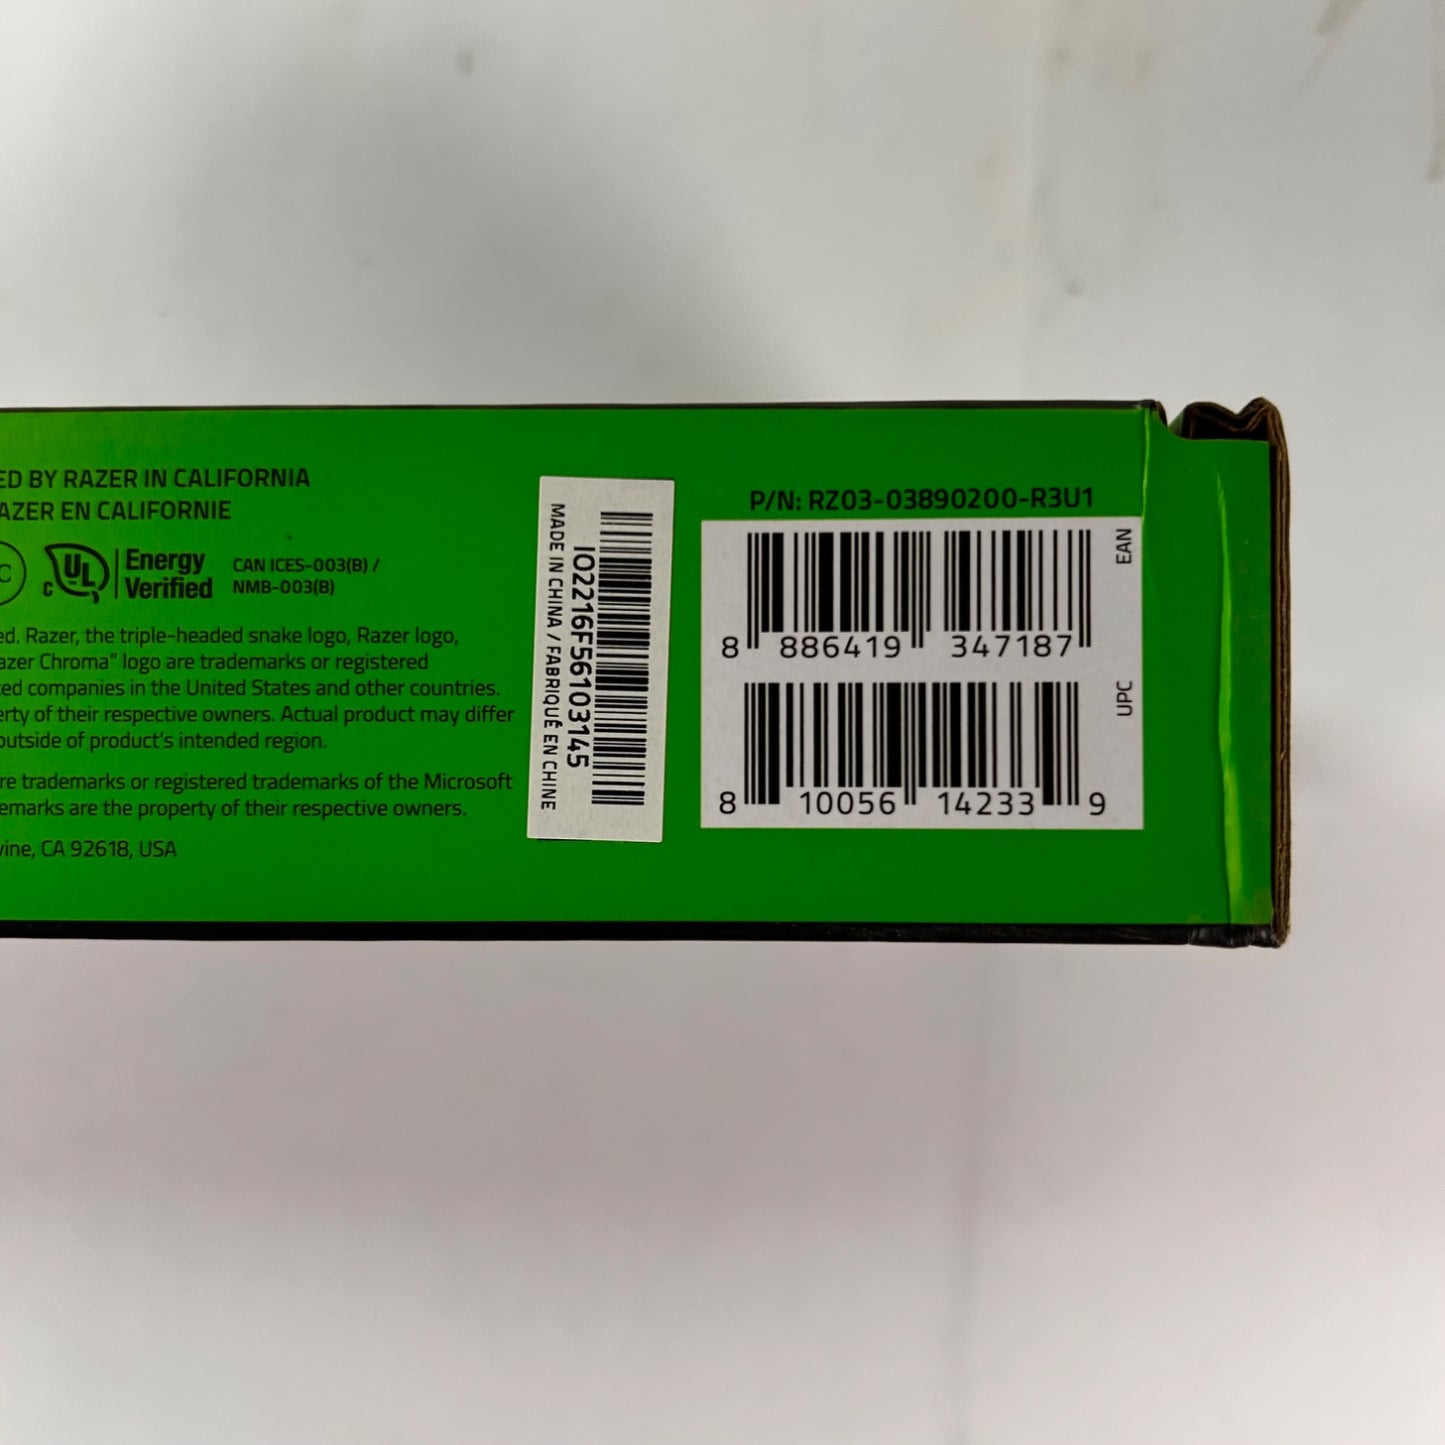 ED BY RAZER IN CALIFORNIA
AZER EN CALIFORNIE
C
c UL Energy Verified
CAN ICES-003(B) /
NMB-003(B)
ed. Razer, the triple-headed snake logo, Razer logo,
azer Chroma" logo are trademarks or registered
ted companies in the United States and other countries.
erty of their respective owners. Actual product may differ
outside of product's intended region.
re trademarks or registered trademarks of the Microsoft
emarks are the property of their respective owners.
vine, CA 92618, USA
IO2216F56103145
MADE IN CHINA / FABRIQUÉ EN CHINE
P/N: RZ03-03890200-R3U1
EAN
8 886419 347187
UPC
8 10056 14233 9